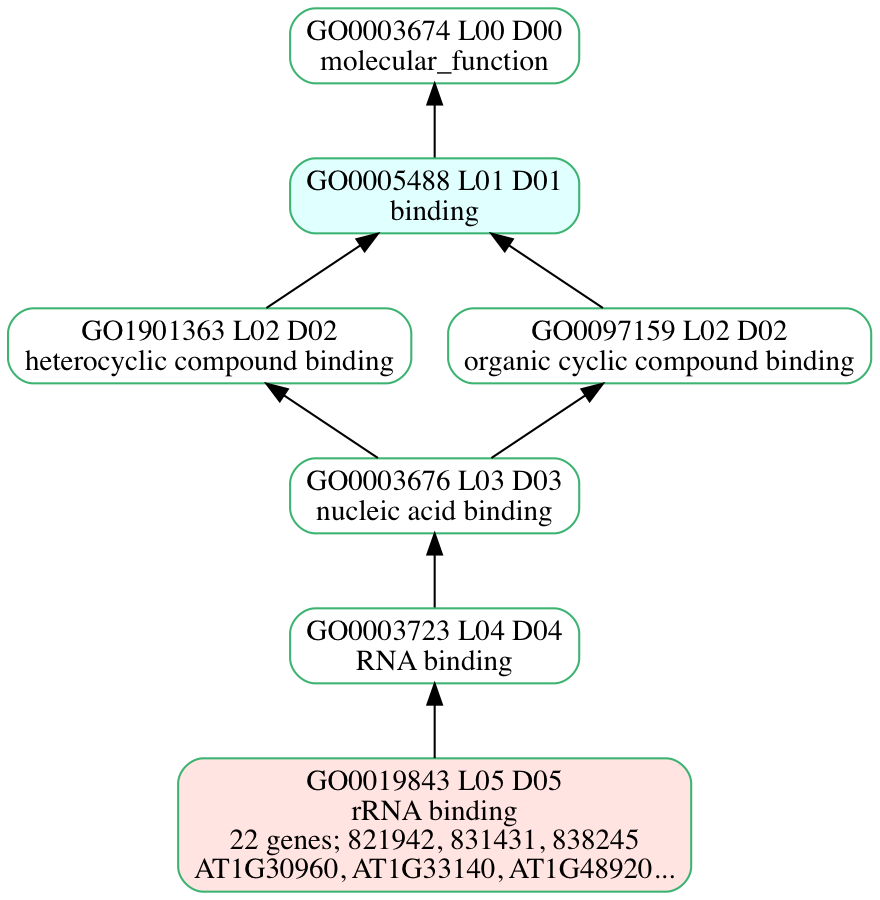 GO0003674 L00 D00
molecular_function
GO0005488 L01 D01
binding
GO1901363 L02 D02
heterocyclic compound binding
GO0097159 L02 D02
organic cyclic compound binding
GO0003676 L03 D03
nucleic acid binding
GO0003723 L04 D04
RNA binding
GO0019843 L05 D05
rRNA binding
22 genes; 821942, 831431, 838245
AT1G30960, AT1G33140, AT1G48920...